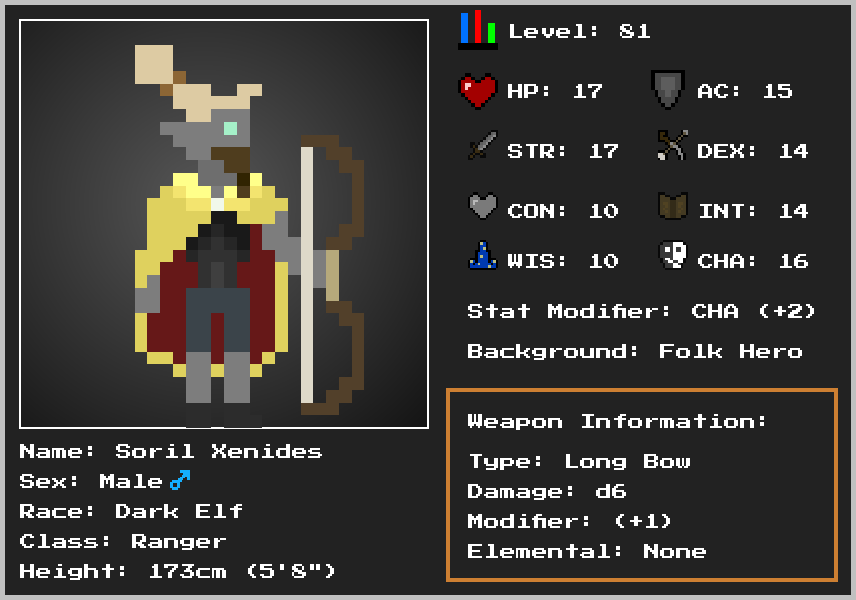 Level: 81
HP: 17
AC: 15
STR: 17
DEX: 14
CON: 10
INT: 14
WIS: 10
CHA: 16
Stat Modifier: CHA (+2)
Background: Folk Hero
Weapon Information:
Type: Long Bow
Damage: d6
Modifier: (+1)
Elemental: None
Name: Soril Xenides
Sex: Male♂
Race: Dark Elf
Class: Ranger
Height: 173cm (5'8")